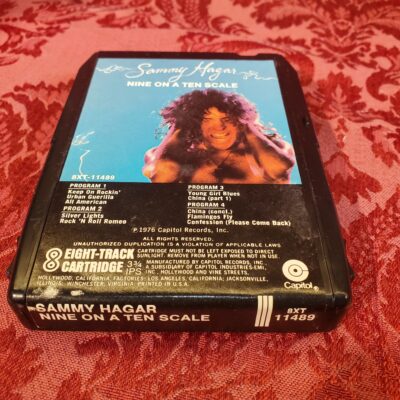 Sammy Hagar
NINE ON A TEN SCALE
8XT-11489
PROGRAM 1
Keep On Rockin'
Urban Guerilla
All American
PROGRAM 2
Silver Lights
Rock 'N Roll Romeo
PROGRAM 3
Young Girl Blues
China (part 1)
PROGRAM 4
China (concl.)
Flamingos Fly
Confession (Please Come Back)
℗1976 Capitol Records, Inc.
ALL RIGHTS RESERVED.
UNAUTHORIZED DUPLICATION IS A VIOLATION OF APPLICABLE LAWS
8 EIGHT-TRACK CARTRIDGE 3¾ IPS
CARTRIDGE MUST NOT BE LEFT EXPOSED TO DIRECT
SUNLIGHT. REMOVE FROM PLAYER WHEN NOT IN USE.
MANUFACTURED BY CAPITOL RECORDS, INC.
A SUBSIDIARY OF CAPITOL INDUSTRIES-EMI,
INC., HOLLYWOOD AND VINE STREETS,
HOLLYWOOD, CALIFORNIA. FACTORIES: LOS ANGELES, CALIFORNIA; JACKSONVILLE,
ILLINOIS; WINCHESTER, VIRGINIA. PRINTED IN U.S.A.
Capitol
SAMMY HAGAR
NINE ON A TEN SCALE
8XT
11489